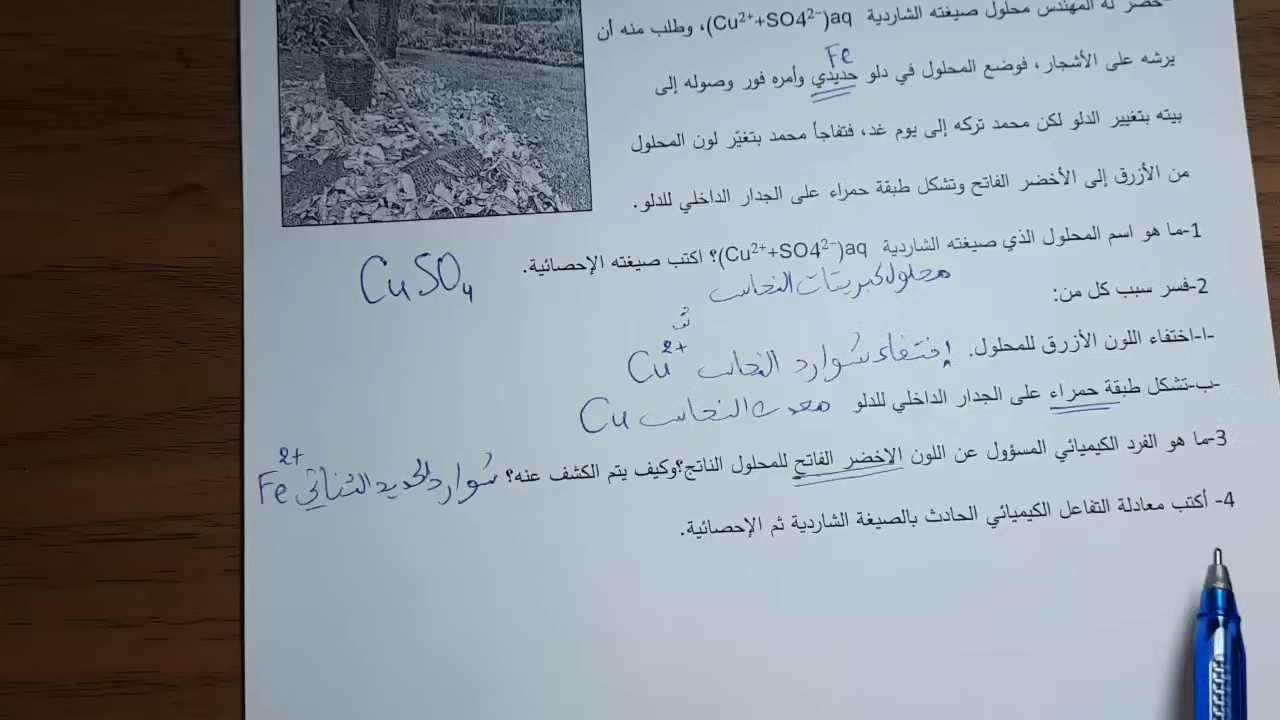 حضر له المهندس محلول صيغته الشاردية (Cu²⁺+SO4²⁻)aq، وطلب منه أن
Fe
يرشه على الأشجار، فوضع المحلول في دلو حديدي وأمره فور وصوله إلى
بيته بتغيير الدلو لكن محمد تركه إلى يوم غد، فتفاجأ محمد بتغيّر لون المحلول
من الأزرق إلى الأخضر الفاتح وتشكل طبقة حمراء على الجدار الداخلي للدلو.
1-ما هو اسم المحلول الذي صيغته الشاردية (Cu²⁺+SO4²⁻)aq؟ اكتب صيغته الإحصائية. CuSO₄
محلول كبريتات النحاس
2-فسر سبب كل من:
-ا-اختفاء اللون الأزرق للمحلول. إختفاء شوارد النحاس Cu²⁺
-ب-تشكل طبقة حمراء على الجدار الداخلي للدلو معدن النحاس Cu
3-ما هو الفرد الكيميائي المسؤول عن اللون الاخضر الفاتح للمحلول الناتج؟وكيف يتم الكشف عنه؟ شوارد الحديد الثنائي Fe²⁺
4- أكتب معادلة التفاعل الكيميائي الحادث بالصيغة الشاردية ثم الإحصائية.